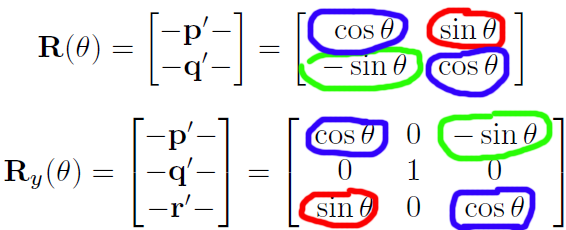 R(θ) = [−p′−  −q′−] = [cos θ  sin θ  − sin θ  cos θ]
R_y(θ) = [−p′−  −q′−  −r′−] = [cos θ  0  − sin θ  0  1  0  sin θ  0  cos θ]